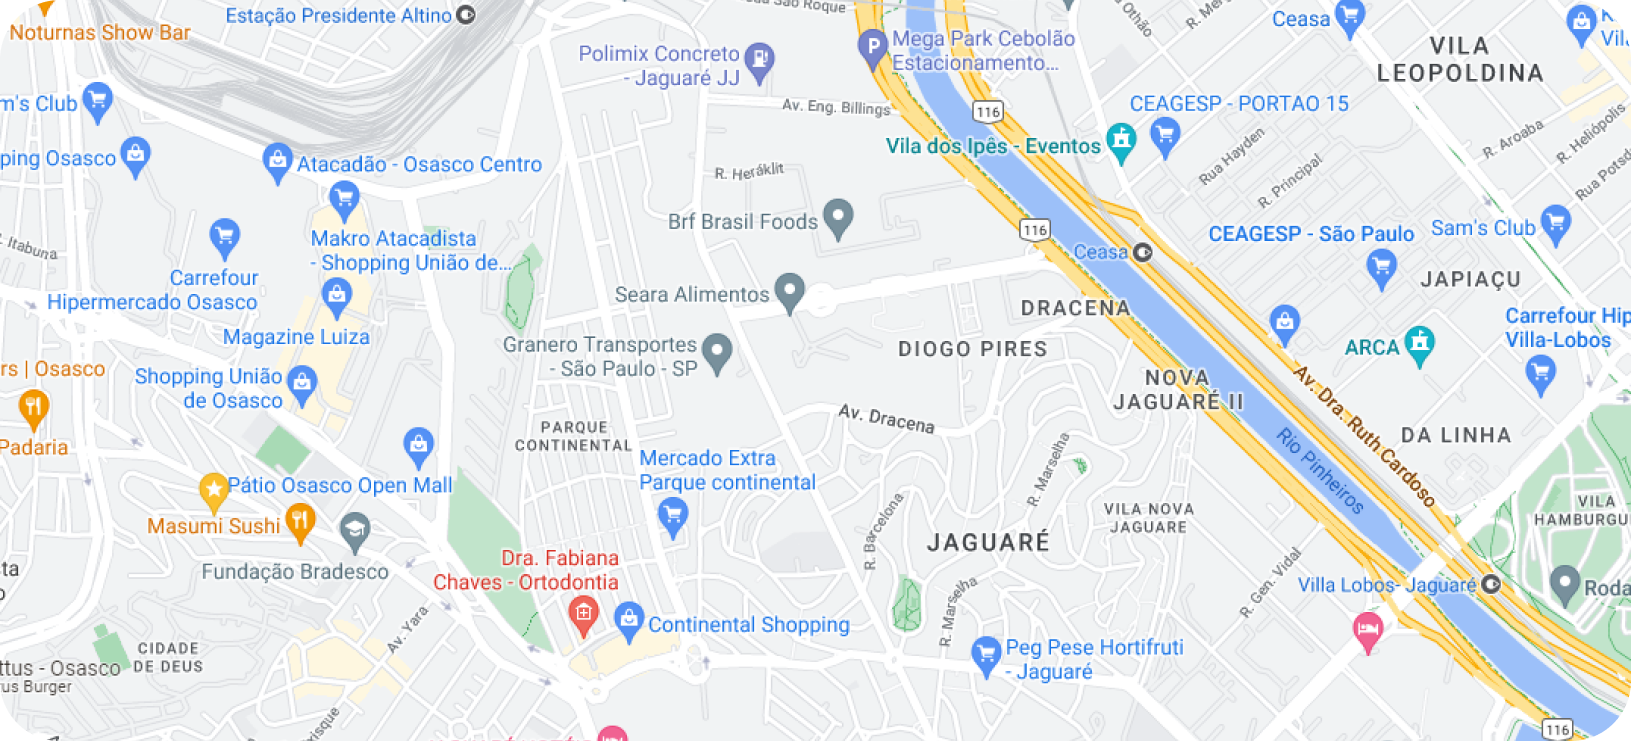 Estação Presidente Altino
Noturnas Show Bar
R. Mer
Othão
Ceasa
Mega Park Cebolão
Estacionamento...
Polimix Concreto
- Jaguaré JJ
VILA
LEOPOLDINA
Vil
m's Club
Av. Eng. Billings
116
CEAGESP - PORTAO 15
Vila dos Ipês - Eventos
R. Aroaba
R. Heliópolis
Rua Hayden
ping Osasco
Atacadão - Osasco Centro
R. Heráklit
R. Principal
Rua Potsd
Brf Brasil Foods
116
CEAGESP - São Paulo
Sam's Club
Itabuna
Makro Atacadista
- Shopping União de...
Ceasa
Carrefour
Hipermercado Osasco
Seara Alimentos
DRACENA
JAPIAÇU
Carrefour Hip
Villa-Lobos
Magazine Luiza
Granero Transportes
- São Paulo - SP
DIOGO PIRES
ARCA
rs | Osasco
Shopping União
de Osasco
NOVA
JAGUARÉ II
Av. Dra. Ruth Cardoso
Av. Dracena
PARQUE
CONTINENTAL
DA LINHA
Padaria
Mercado Extra
Parque continental
Rio Pinheiros
R. Marselha
Pátio Osasco Open Mall
VILA NOVA
JAGUARE
VILA
HAMBURGU
Masumi Sushi
R. Barcelona
JAGUARÉ
Fundação Bradesco
Dra. Fabiana
Chaves - Ortodontia
sta
R. Gen. Vidal
Villa Lobos- Jaguaré
Roda
R. Marselha
Av. Yara
Continental Shopping
CIDADE
DE DEUS
Peg Pese Hortifruti
- Jaguaré
ttus - Osasco
rus Burger
116